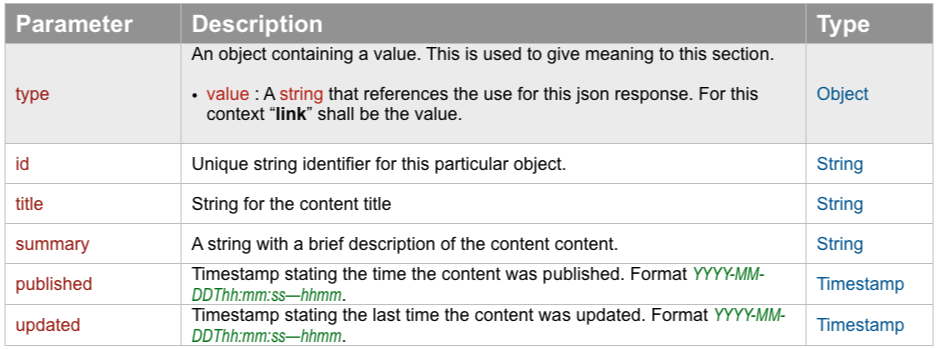 Parameter Description Type
An object containing a value. This is used to give meaning to this section.
type
• value : A string that references the use for this json response. For this
context “link” shall be the value.
Object
id Unique string identifier for this particular object. String
title String for the content title String
summary A string with a brief description of the content content. String
published Timestamp stating the time the content was published. Format YYYY-MM-
DDThh:mm:ss—hhmm. Timestamp
updated Timestamp stating the last time the content was updated. Format YYYY-MM-
DDThh:mm:ss—hhmm. Timestamp